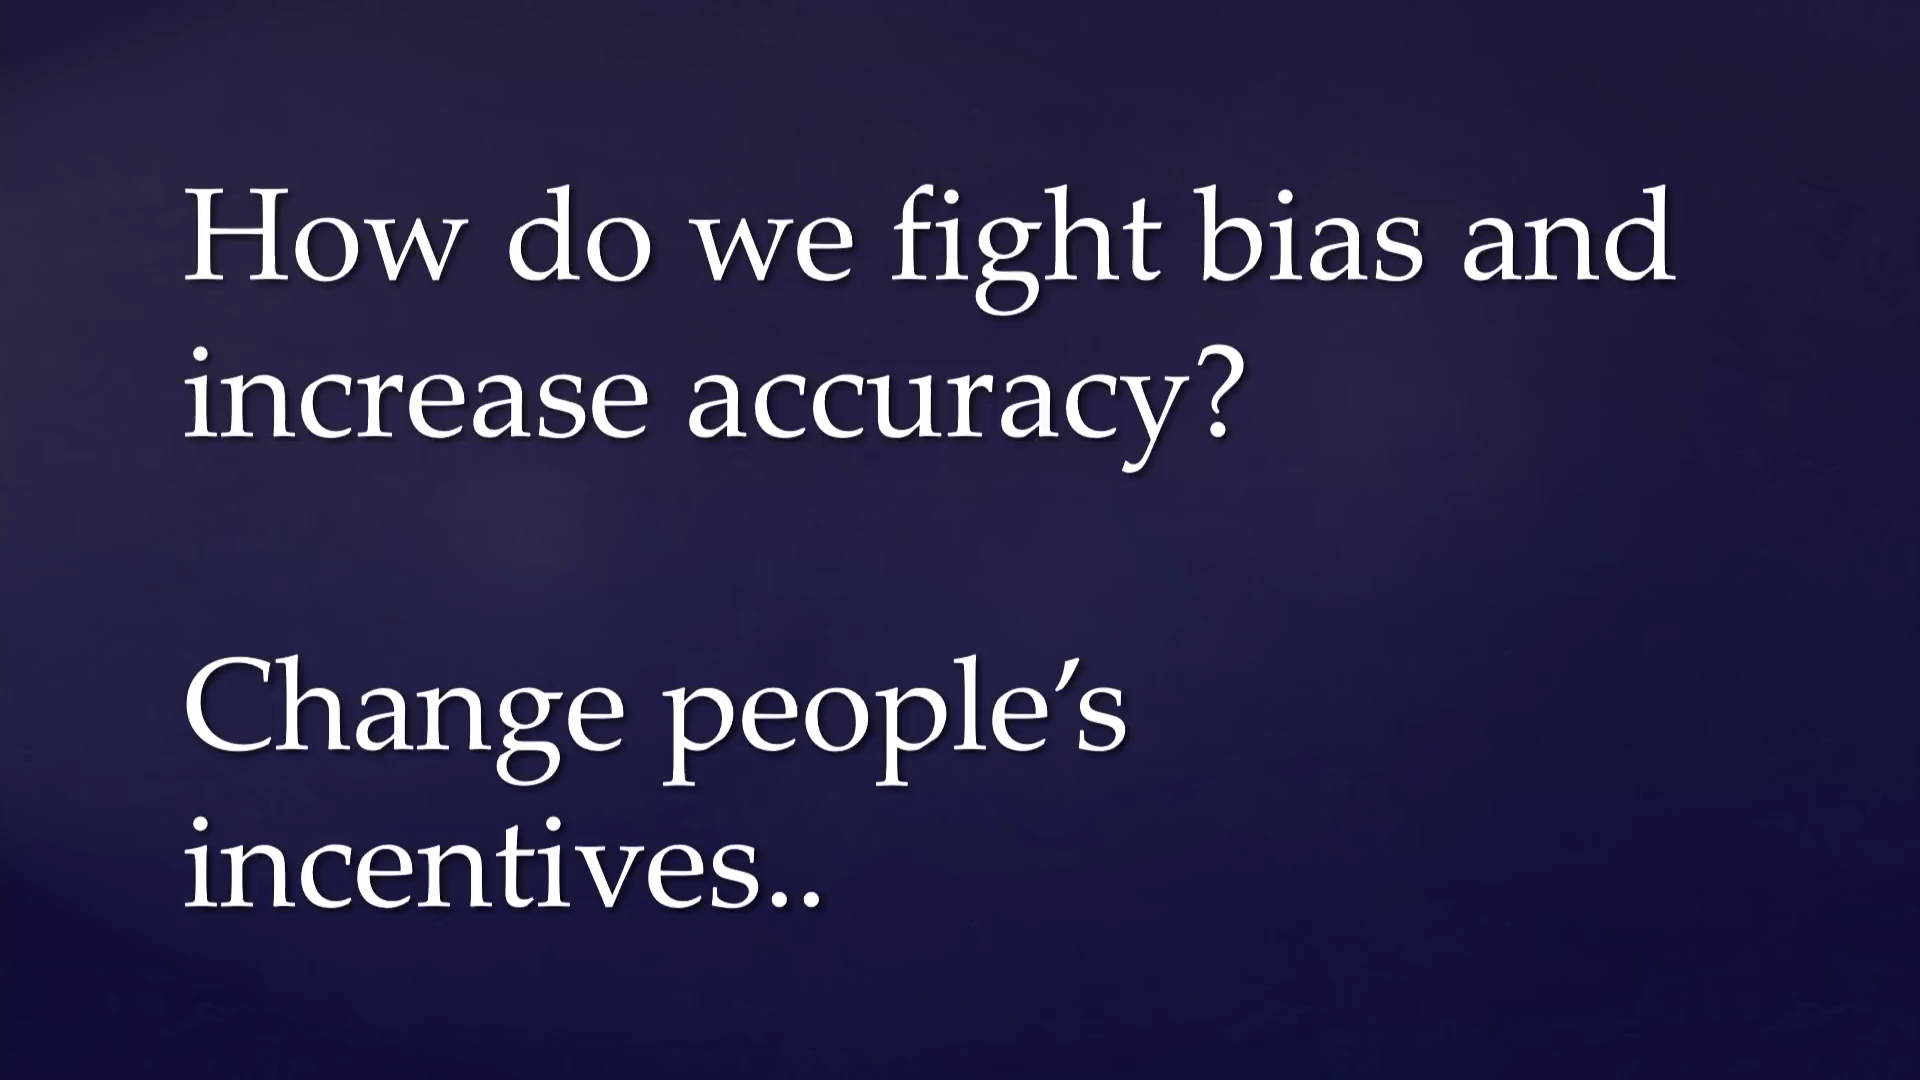 How do we fight bias and
increase accuracy?
Change people’s
incentives..